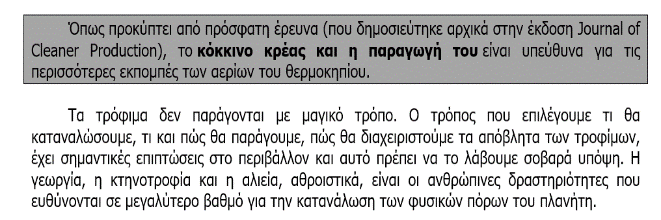 Όπως προκύπτει από πρόσφατη έρευνα (που δημοσιεύτηκε αρχικά στην έκδοση Journal of
Cleaner Production), το κόκκινο κρέας και η παραγωγή του είναι υπεύθυνα για τις
περισσότερες εκπομπές των αερίων του θερμοκηπίου.
Τα τρόφιμα δεν παράγονται με μαγικό τρόπο. Ο τρόπος που επιλέγουμε τι θα
καταναλώσουμε, τι και πώς θα παράγουμε, πώς θα διαχειριστούμε τα απόβλητα των τροφίμων,
έχει σημαντικές επιπτώσεις στο περιβάλλον και αυτό πρέπει να το λάβουμε σοβαρά υπόψη. Η
γεωργία, η κτηνοτροφία και η αλιεία, αθροιστικά, είναι οι ανθρώπινες δραστηριότητες που
ευθύνονται σε μεγαλύτερο βαθμό για την κατανάλωση των φυσικών πόρων του πλανήτη.